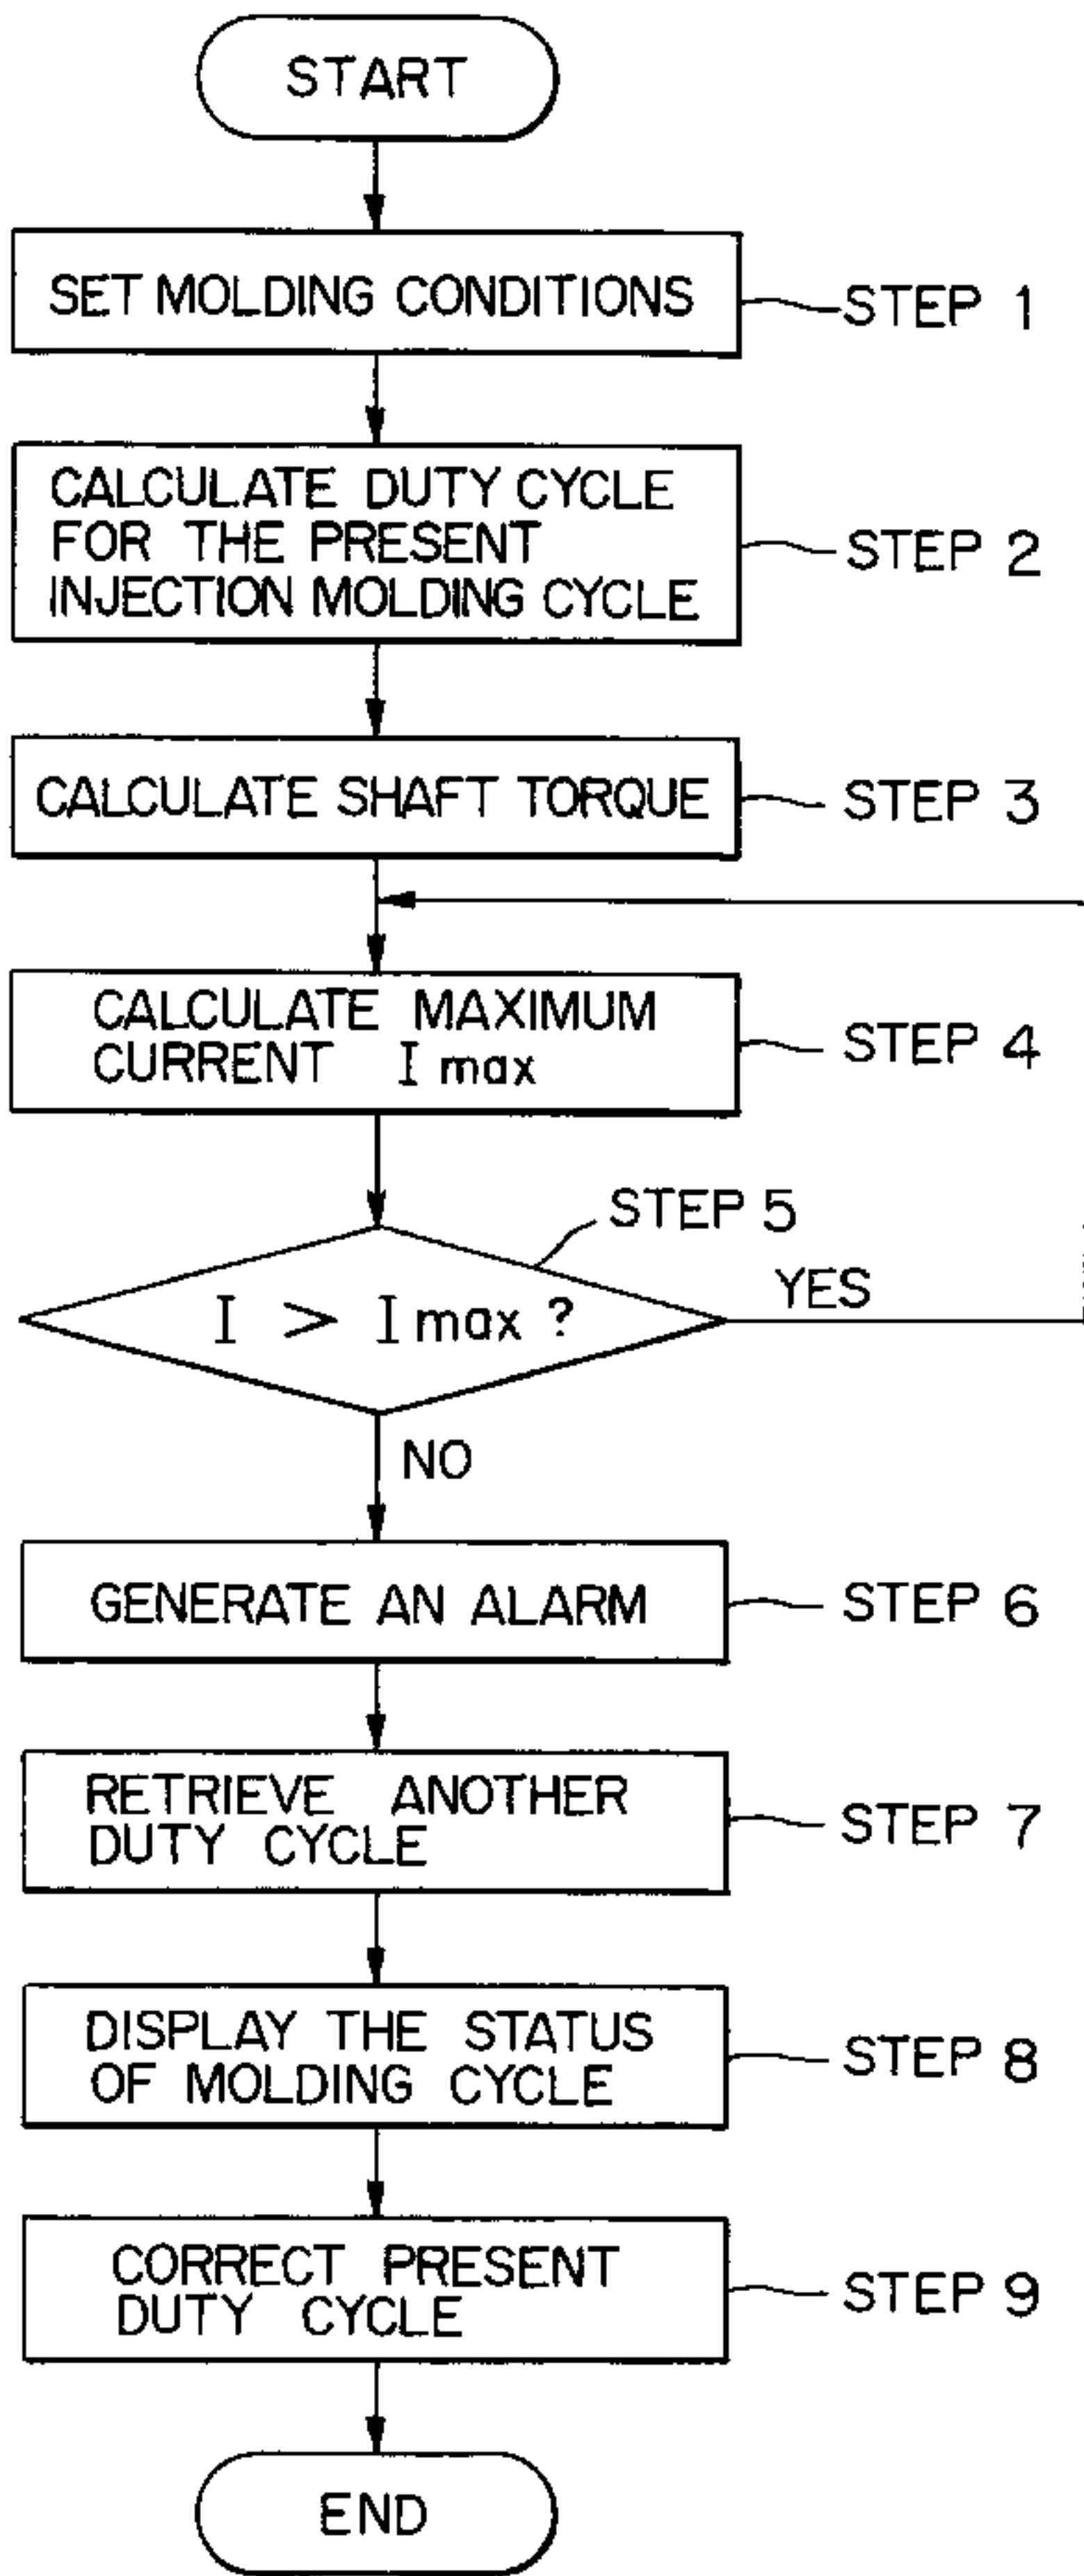 START
SET MOLDING CONDITIONS
STEP 1
CALCULATE DUTY CYCLE
FOR THE PRESENT
INJECTION MOLDING CYCLE
STEP 2
CALCULATE SHAFT TORQUE
STEP 3
CALCULATE MAXIMUM
CURRENT I max
STEP 4
STEP 5
I > I max ?
YES
NO
GENERATE AN ALARM
STEP 6
RETRIEVE ANOTHER
DUTY CYCLE
STEP 7
DISPLAY THE STATUS
OF MOLDING CYCLE
STEP 8
CORRECT PRESENT
DUTY CYCLE
STEP 9
END